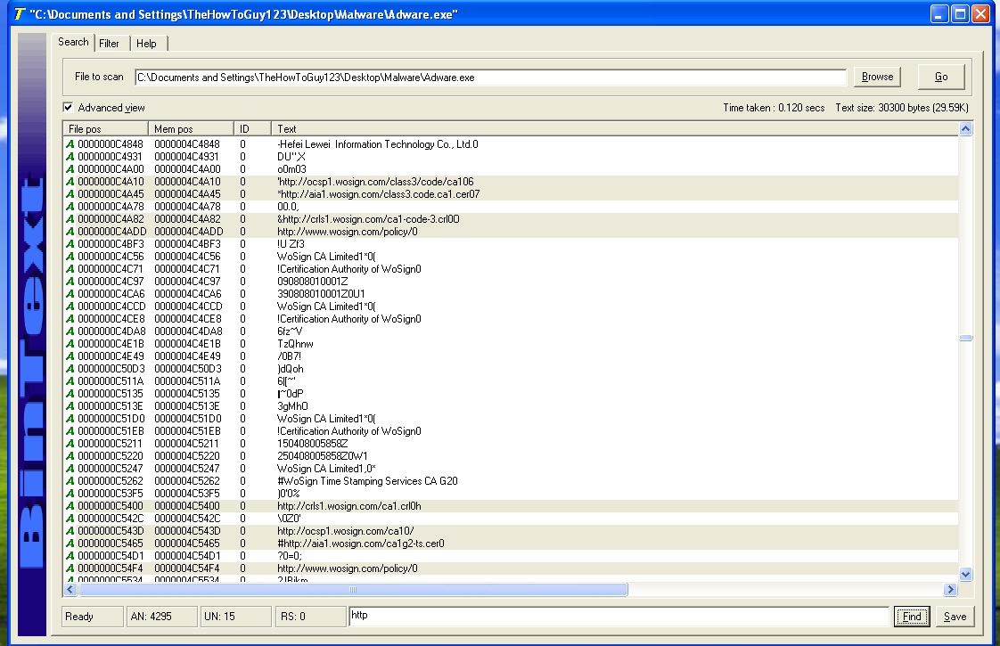 "C:\Documents and Settings\TheHowToGuy123\Desktop\Malware\Adware.exe"
Search Filter Help
File to scan C:\Documents and Settings\TheHowToGuy123\Desktop\Malware\Adware.exe Browse Go
Advanced view Time taken : 0.120 secs Text size: 30300 bytes (29.59K)
File pos Mem pos ID Text
A 0000000C4848 0000004C4848 0 -Hefei Lewei Information Technology Co., Ltd.0
A 0000000C4931 0000004C4931 0 DU",X
A 0000000C4A00 0000004C4A00 0 o0m03
A 0000000C4A10 0000004C4A10 0 'http://ocsp1.wosign.com/class3/code/ca106
A 0000000C4A45 0000004C4A45 0 *http://aia1.wosign.com/class3.code.ca1.cer07
A 0000000C4A78 0000004C4A78 0 00.0,
A 0000000C4A82 0000004C4A82 0 &http://crls1.wosign.com/ca1-code-3.crl0O
A 0000000C4ADD 0000004C4ADD 0 http://www.wosign.com/policy/0
A 0000000C4BF3 0000004C4BF3 0 !U Zf3
A 0000000C4C56 0000004C4C56 0 WoSign CA Limited1*0(
A 0000000C4C71 0000004C4C71 0 !Certification Authority of WoSign0
A 0000000C4C97 0000004C4C97 0 090808010001Z
A 0000000C4CA6 0000004C4CA6 0 390808010001Z0U1
A 0000000C4CCD 0000004C4CCD 0 WoSign CA Limited1*0(
A 0000000C4CE8 0000004C4CE8 0 !Certification Authority of WoSign0
A 0000000C4DA8 0000004C4DA8 0 6fz~V
A 0000000C4E1B 0000004C4E1B 0 TzQhnw
A 0000000C4E49 0000004C4E49 0 /0B7!
A 0000000C50D3 0000004C50D3 0 )dQoh
A 0000000C511A 0000004C511A 0 6|[~'
A 0000000C5135 0000004C5135 0 |~0dP
A 0000000C513E 0000004C513E 0 3gMhO
A 0000000C51D0 0000004C51D0 0 WoSign CA Limited1*0(
A 0000000C51EB 0000004C51EB 0 !Certification Authority of WoSign0
A 0000000C5211 0000004C5211 0 150408005858Z
A 0000000C5220 0000004C5220 0 250408005858Z0W1
A 0000000C5247 0000004C5247 0 WoSign CA Limited1,0*
A 0000000C5262 0000004C5262 0 #WoSign Time Stamping Services CA G20
A 0000000C53F5 0000004C53F5 0 )0'0%
A 0000000C5400 0000004C5400 0 http://crls1.wosign.com/ca1.crl0h
A 0000000C542C 0000004C542C 0 \0Z0'
A 0000000C543D 0000004C543D 0 http://ocsp1.wosign.com/ca10/
A 0000000C5465 0000004C5465 0 #http://aia1.wosign.com/ca1g2-ts.cer0
A 0000000C54D1 0000004C54D1 0 ?0=0;
A 0000000C54F4 0000004C54F4 0 http://www.wosign.com/policy/0
A 0000000C5534 0000004C5534 0
Ready AN: 4295 UN: 15 RS: 0 http Find Save
BinText